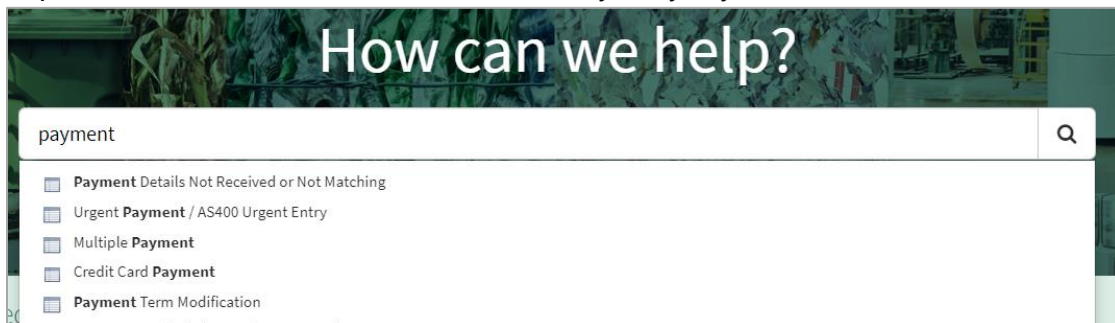 How can we help?
payment
Payment Details Not Received or Not Matching
Urgent Payment / AS400 Urgent Entry
Multiple Payment
Credit Card Payment
Payment Term Modification